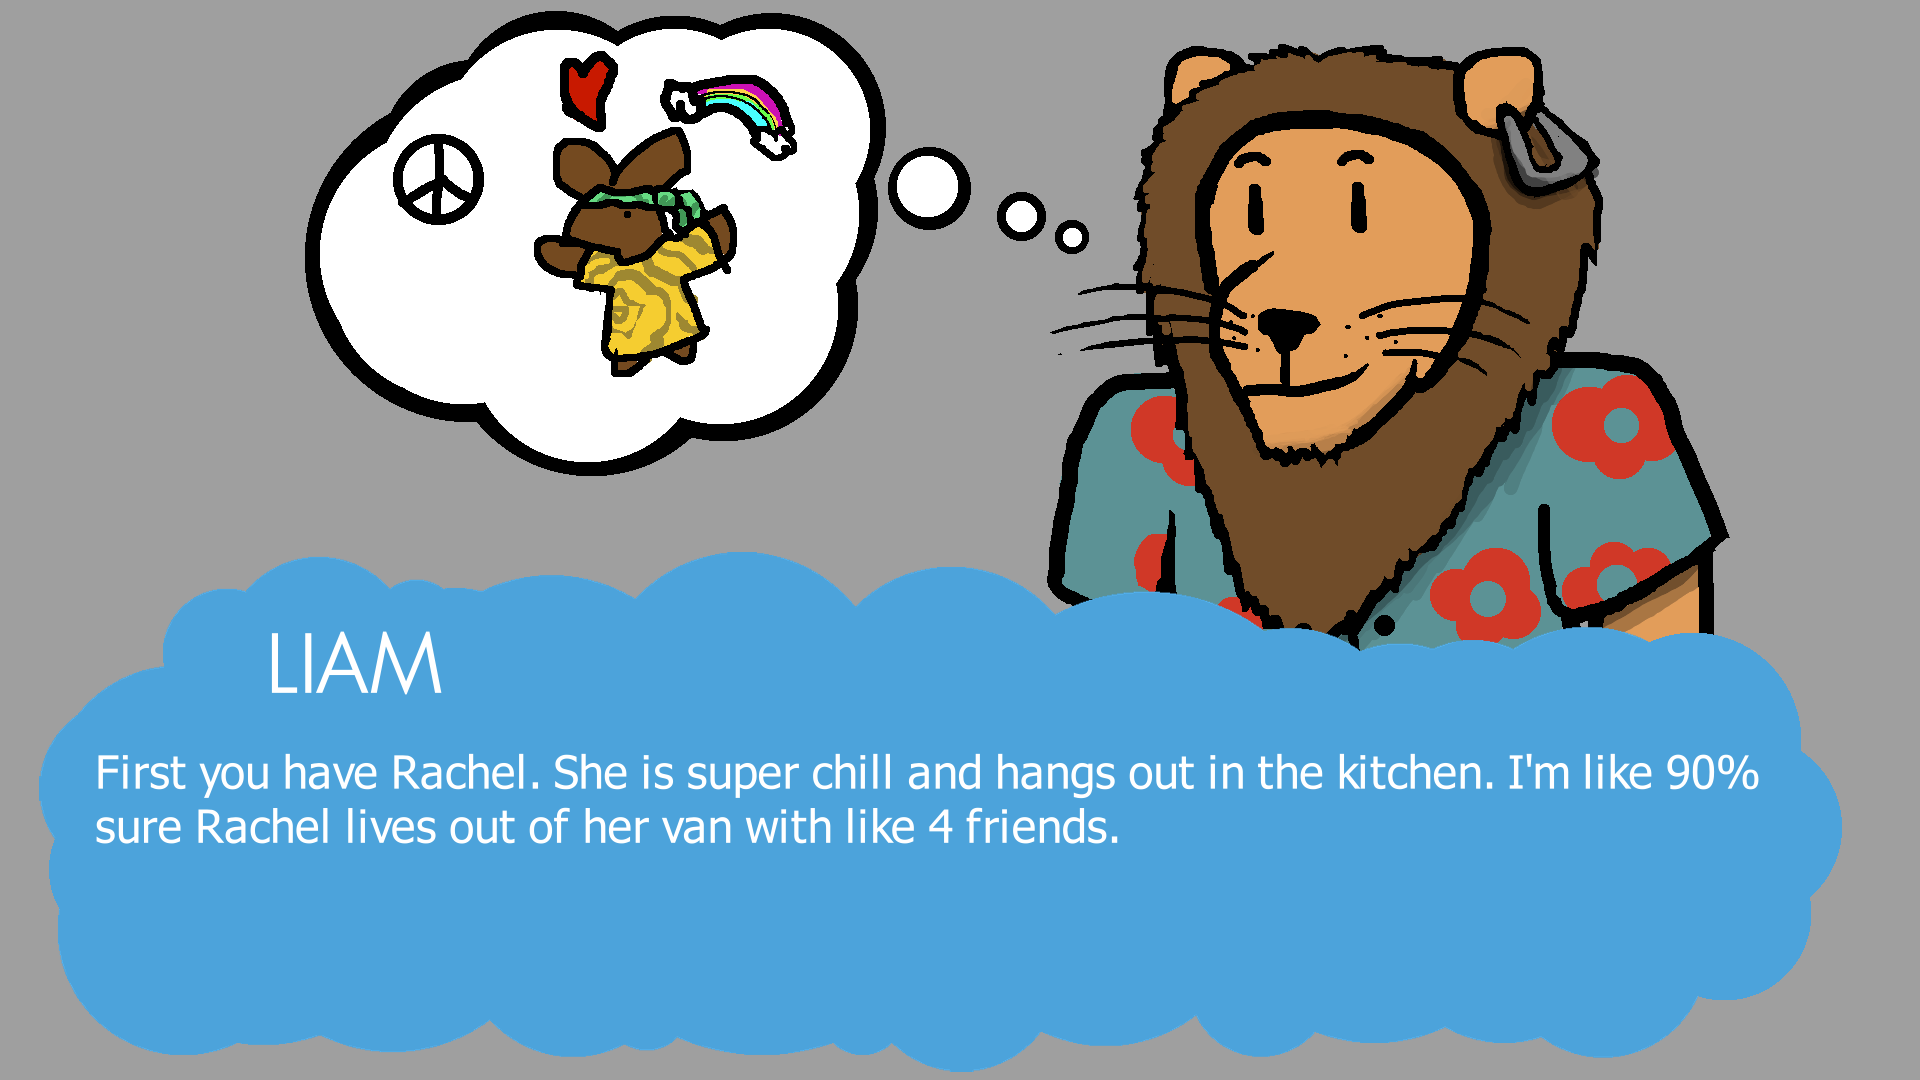 LIAM
First you have Rachel. She is super chill and hangs out in the kitchen. I'm like 90%
sure Rachel lives out of her van with like 4 friends.